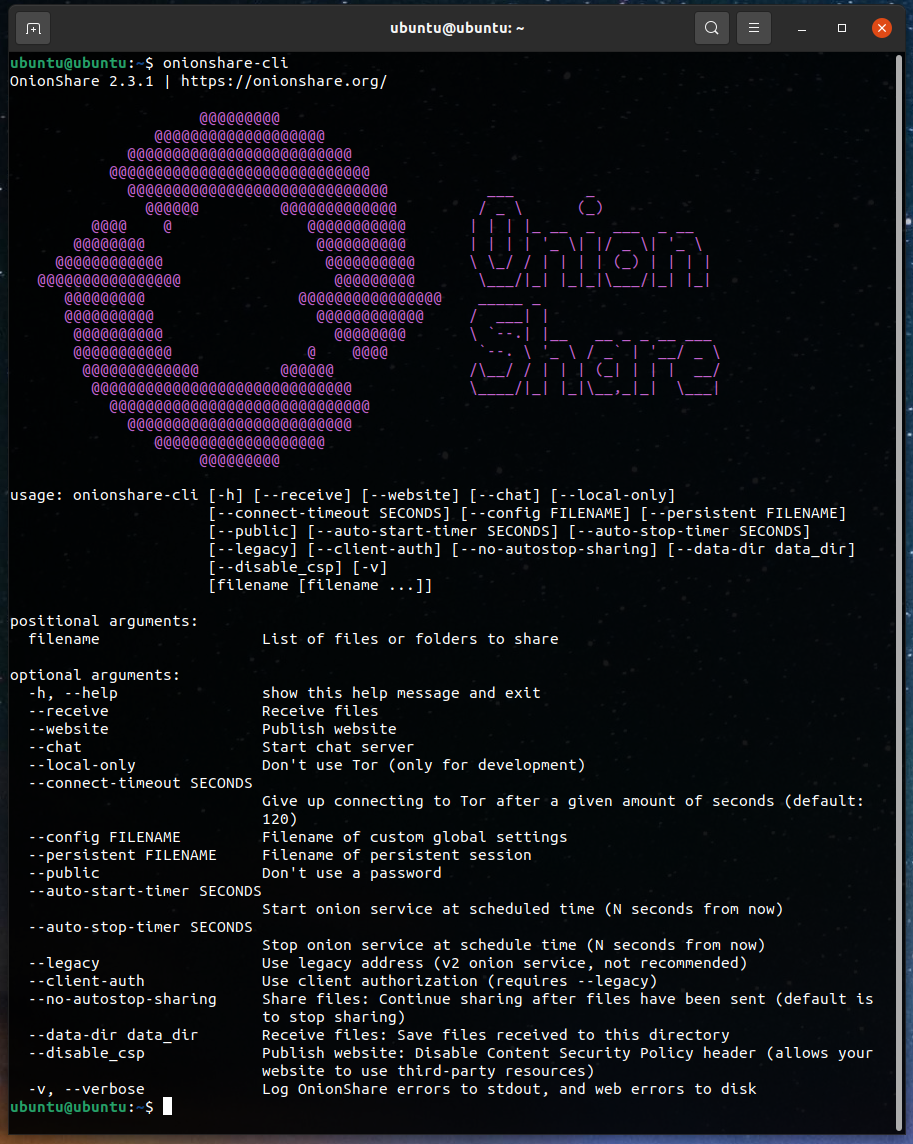 ubuntu@ubuntu: ~
ubuntu@ubuntu:~$ onionshare-cli
OnionShare 2.3.1 | https://onionshare.org/
Onion
Share
usage: onionshare-cli [-h] [--receive] [--website] [--chat] [--local-only]
[--connect-timeout SECONDS] [--config FILENAME] [--persistent FILENAME]
[--public] [--auto-start-timer SECONDS] [--auto-stop-timer SECONDS]
[--legacy] [--client-auth] [--no-autostop-sharing] [--data-dir data_dir]
[--disable_csp] [-v]
[filename [filename ...]]
positional arguments:
filename List of files or folders to share
optional arguments:
-h, --help show this help message and exit
--receive Receive files
--website Publish website
--chat Start chat server
--local-only Don't use Tor (only for development)
--connect-timeout SECONDS
Give up connecting to Tor after a given amount of seconds (default:
120)
--config FILENAME Filename of custom global settings
--persistent FILENAME Filename of persistent session
--public Don't use a password
--auto-start-timer SECONDS
Start onion service at scheduled time (N seconds from now)
--auto-stop-timer SECONDS
Stop onion service at schedule time (N seconds from now)
--legacy Use legacy address (v2 onion service, not recommended)
--client-auth Use client authorization (requires --legacy)
--no-autostop-sharing Share files: Continue sharing after files have been sent (default is
to stop sharing)
--data-dir data_dir Receive files: Save files received to this directory
--disable_csp Publish website: Disable Content Security Policy header (allows your
website to use third-party resources)
-v, --verbose Log OnionShare errors to stdout, and web errors to disk
ubuntu@ubuntu:~$